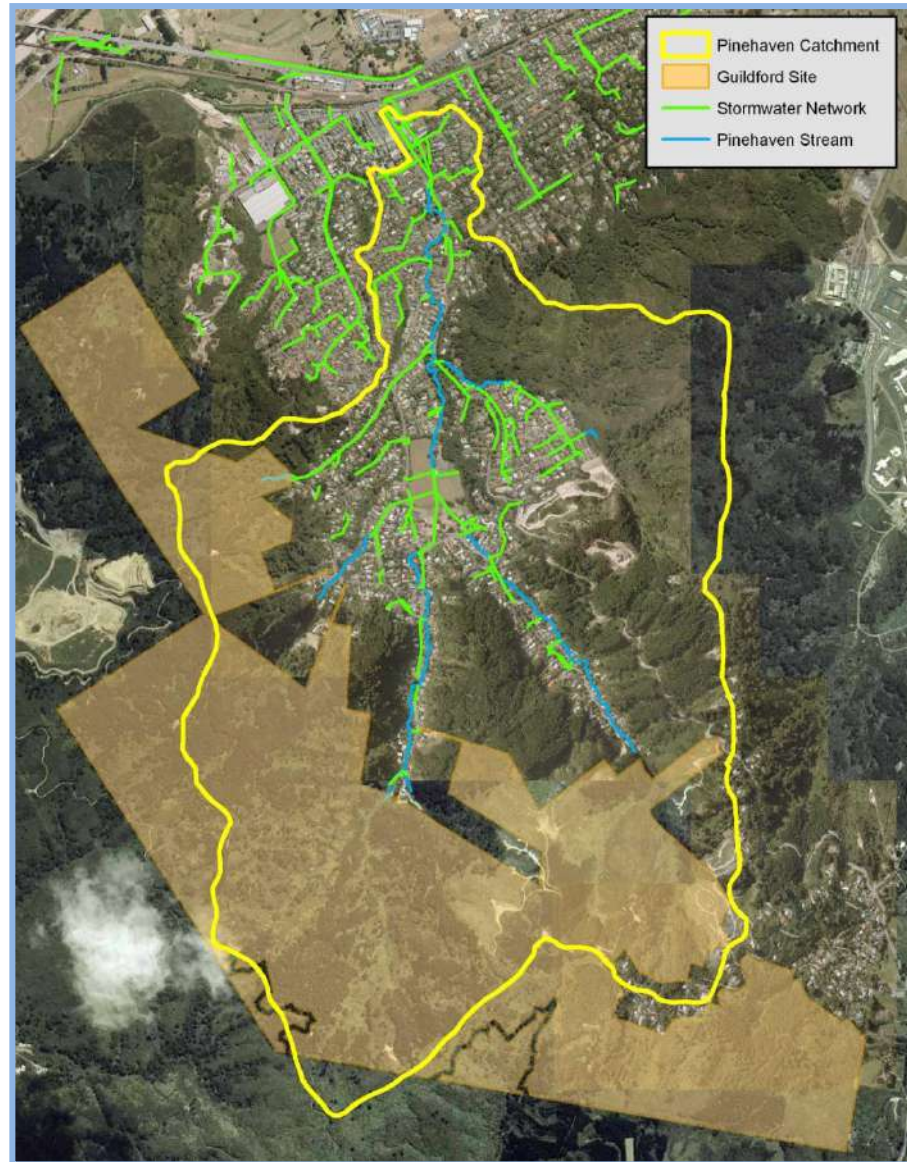 Pinehaven Catchment
Guildford Site
Stormwater Network
Pinehaven Stream